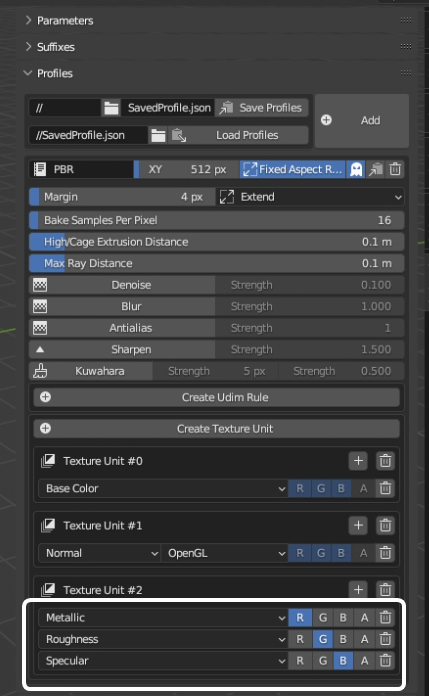 Parameters
Suffixes
Profiles
// SavedProfile.json Save Profiles
//SavedProfile.json Load Profiles
Add
PBR XY 512 px Fixed Aspect R...
Margin 4 px Extend
Bake Samples Per Pixel 16
High/Cage Extrusion Distance 0.1 m
Max Ray Distance 0.1 m
Denoise Strength 0.100
Blur Strength 1.000
Antialias Strength 1
Sharpen Strength 1.500
Kuwahara Strength 5 px Strength 0.500
Create Udim Rule
Create Texture Unit
Texture Unit #0
Base Color R G B A
Texture Unit #1
Normal OpenGL R G B A
Texture Unit #2
Metallic R G B A
Roughness R G B A
Specular R G B A